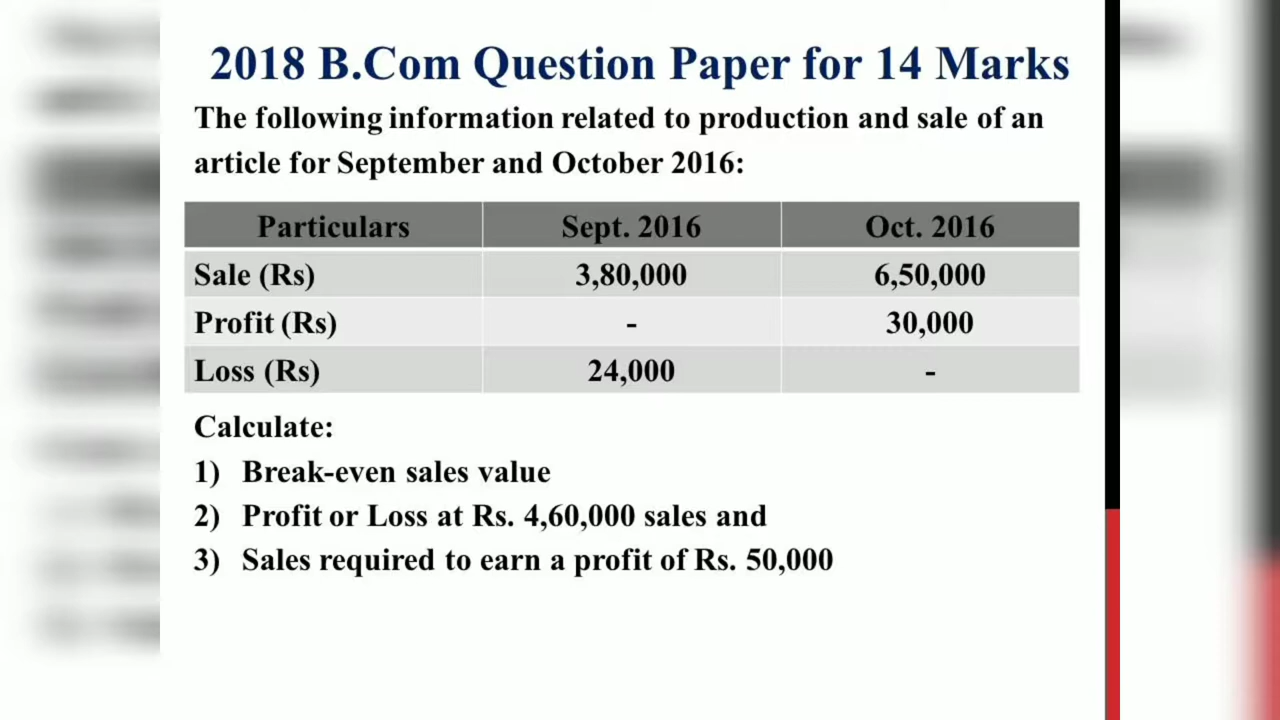 2018 B.Com Question Paper for 14 Marks
The following information related to production and sale of an
article for September and October 2016:
Particulars Sept. 2016 Oct. 2016
Sale (Rs) 3,80,000 6,50,000
Profit (Rs) - 30,000
Loss (Rs) 24,000 -
Calculate:
1) Break-even sales value
2) Profit or Loss at Rs. 4,60,000 sales and
3) Sales required to earn a profit of Rs. 50,000